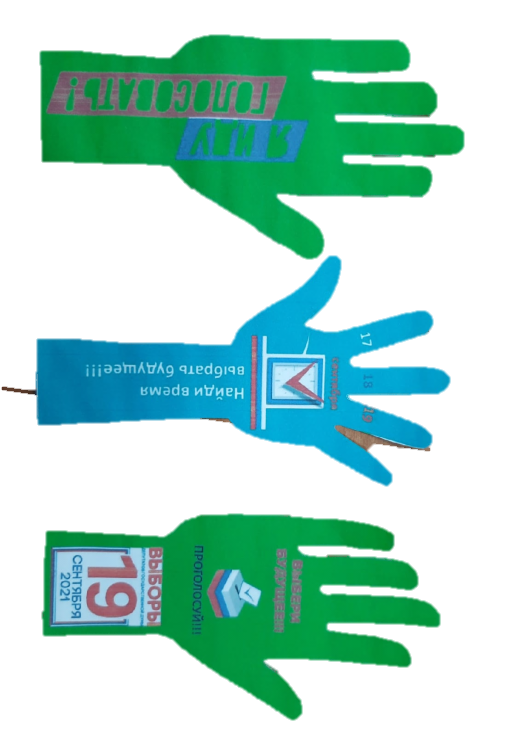 Я ИДУ
ГОЛОСОВАТЬ!
Найди время
выбрать будущее!!!
сентября
17
18
19
ВЫБЕРИ
БУДУЩЕЕ!!!
ПРОГОЛОСУЙ!!!
ВЫБОРЫ
19
СЕНТЯБРЯ
2021